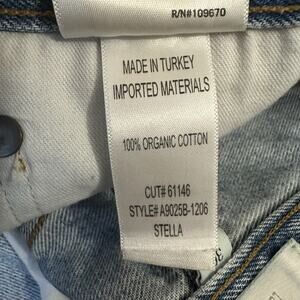 R/N#109670
MADE IN TURKEY
IMPORTED MATERIALS
100% ORGANIC COTTON
CUT# 61146
STYLE# A9025B-1206
STELLA